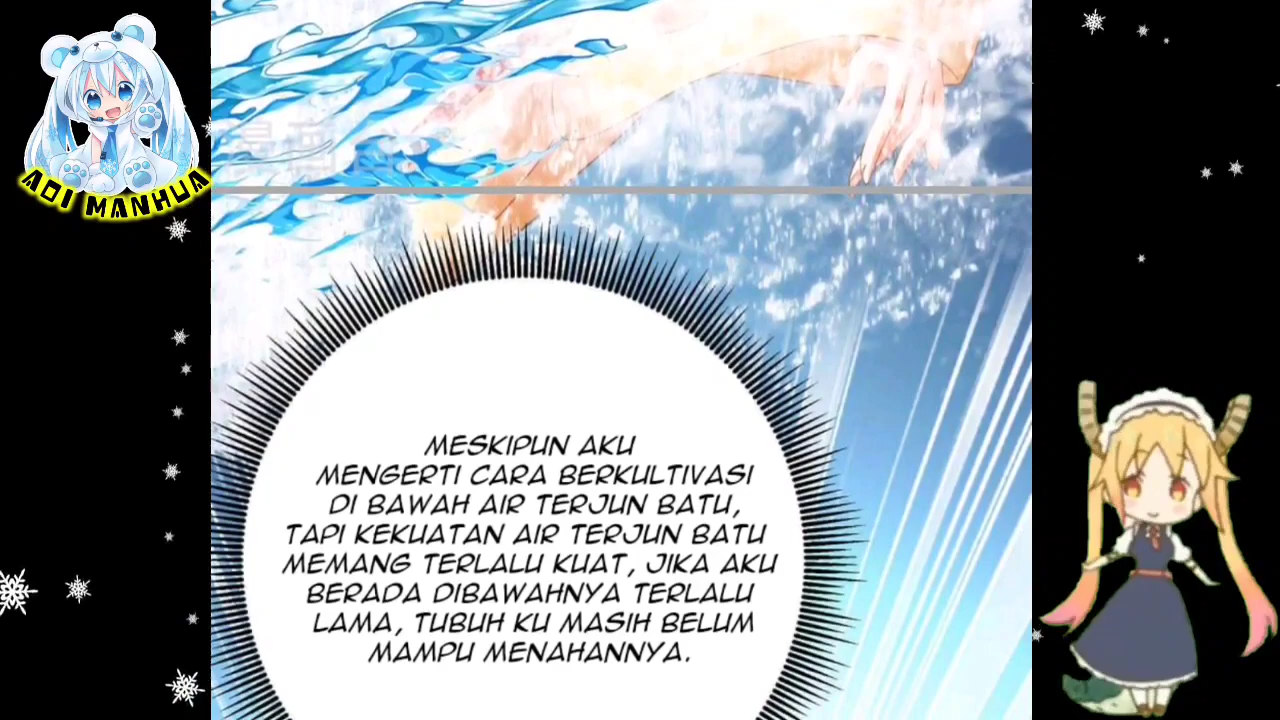 AOI MANHUA
MESKIPUN AKU
MENGERTI CARA BERKULTIVASI
DI BAWAH AIR TERJUN BATU,
TAPI KEKUATAN AIR TERJUN BATU
MEMANG TERLALU KUAT, JIKA AKU
BERADA DIBAWAHNYA TERLALU
LAMA, TUBUH KU MASIH BELUM
MAMPU MENAHANNYA.